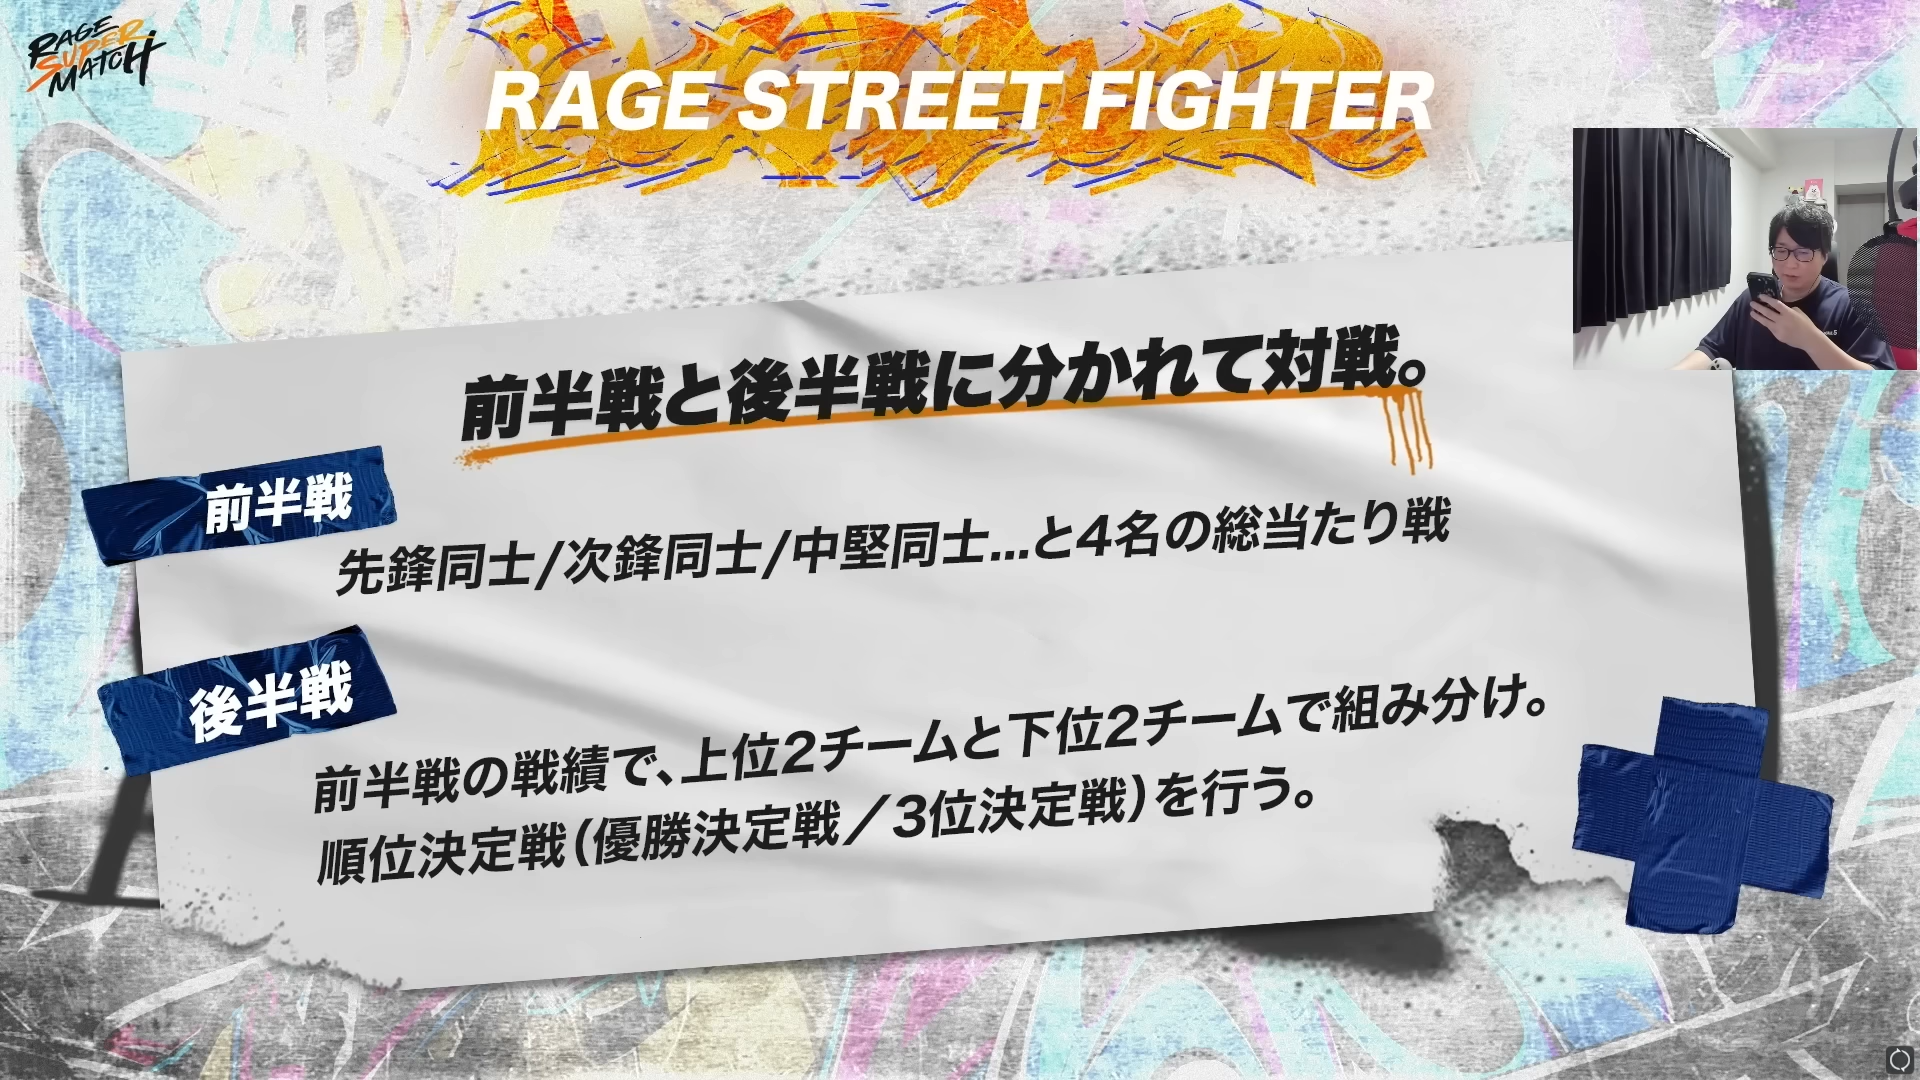 RAGE
SUPER
MATCH
RAGE STREET FIGHTER
前半戦と後半戦に分かれて対戦。
前半戦
先鋒同士/次鋒同士/中堅同士...と4名の総当たり戦
後半戦
前半戦の戦績で、上位2チームと下位2チームで組み分け。
順位決定戦(優勝決定戦／3位決定戦)を行う。